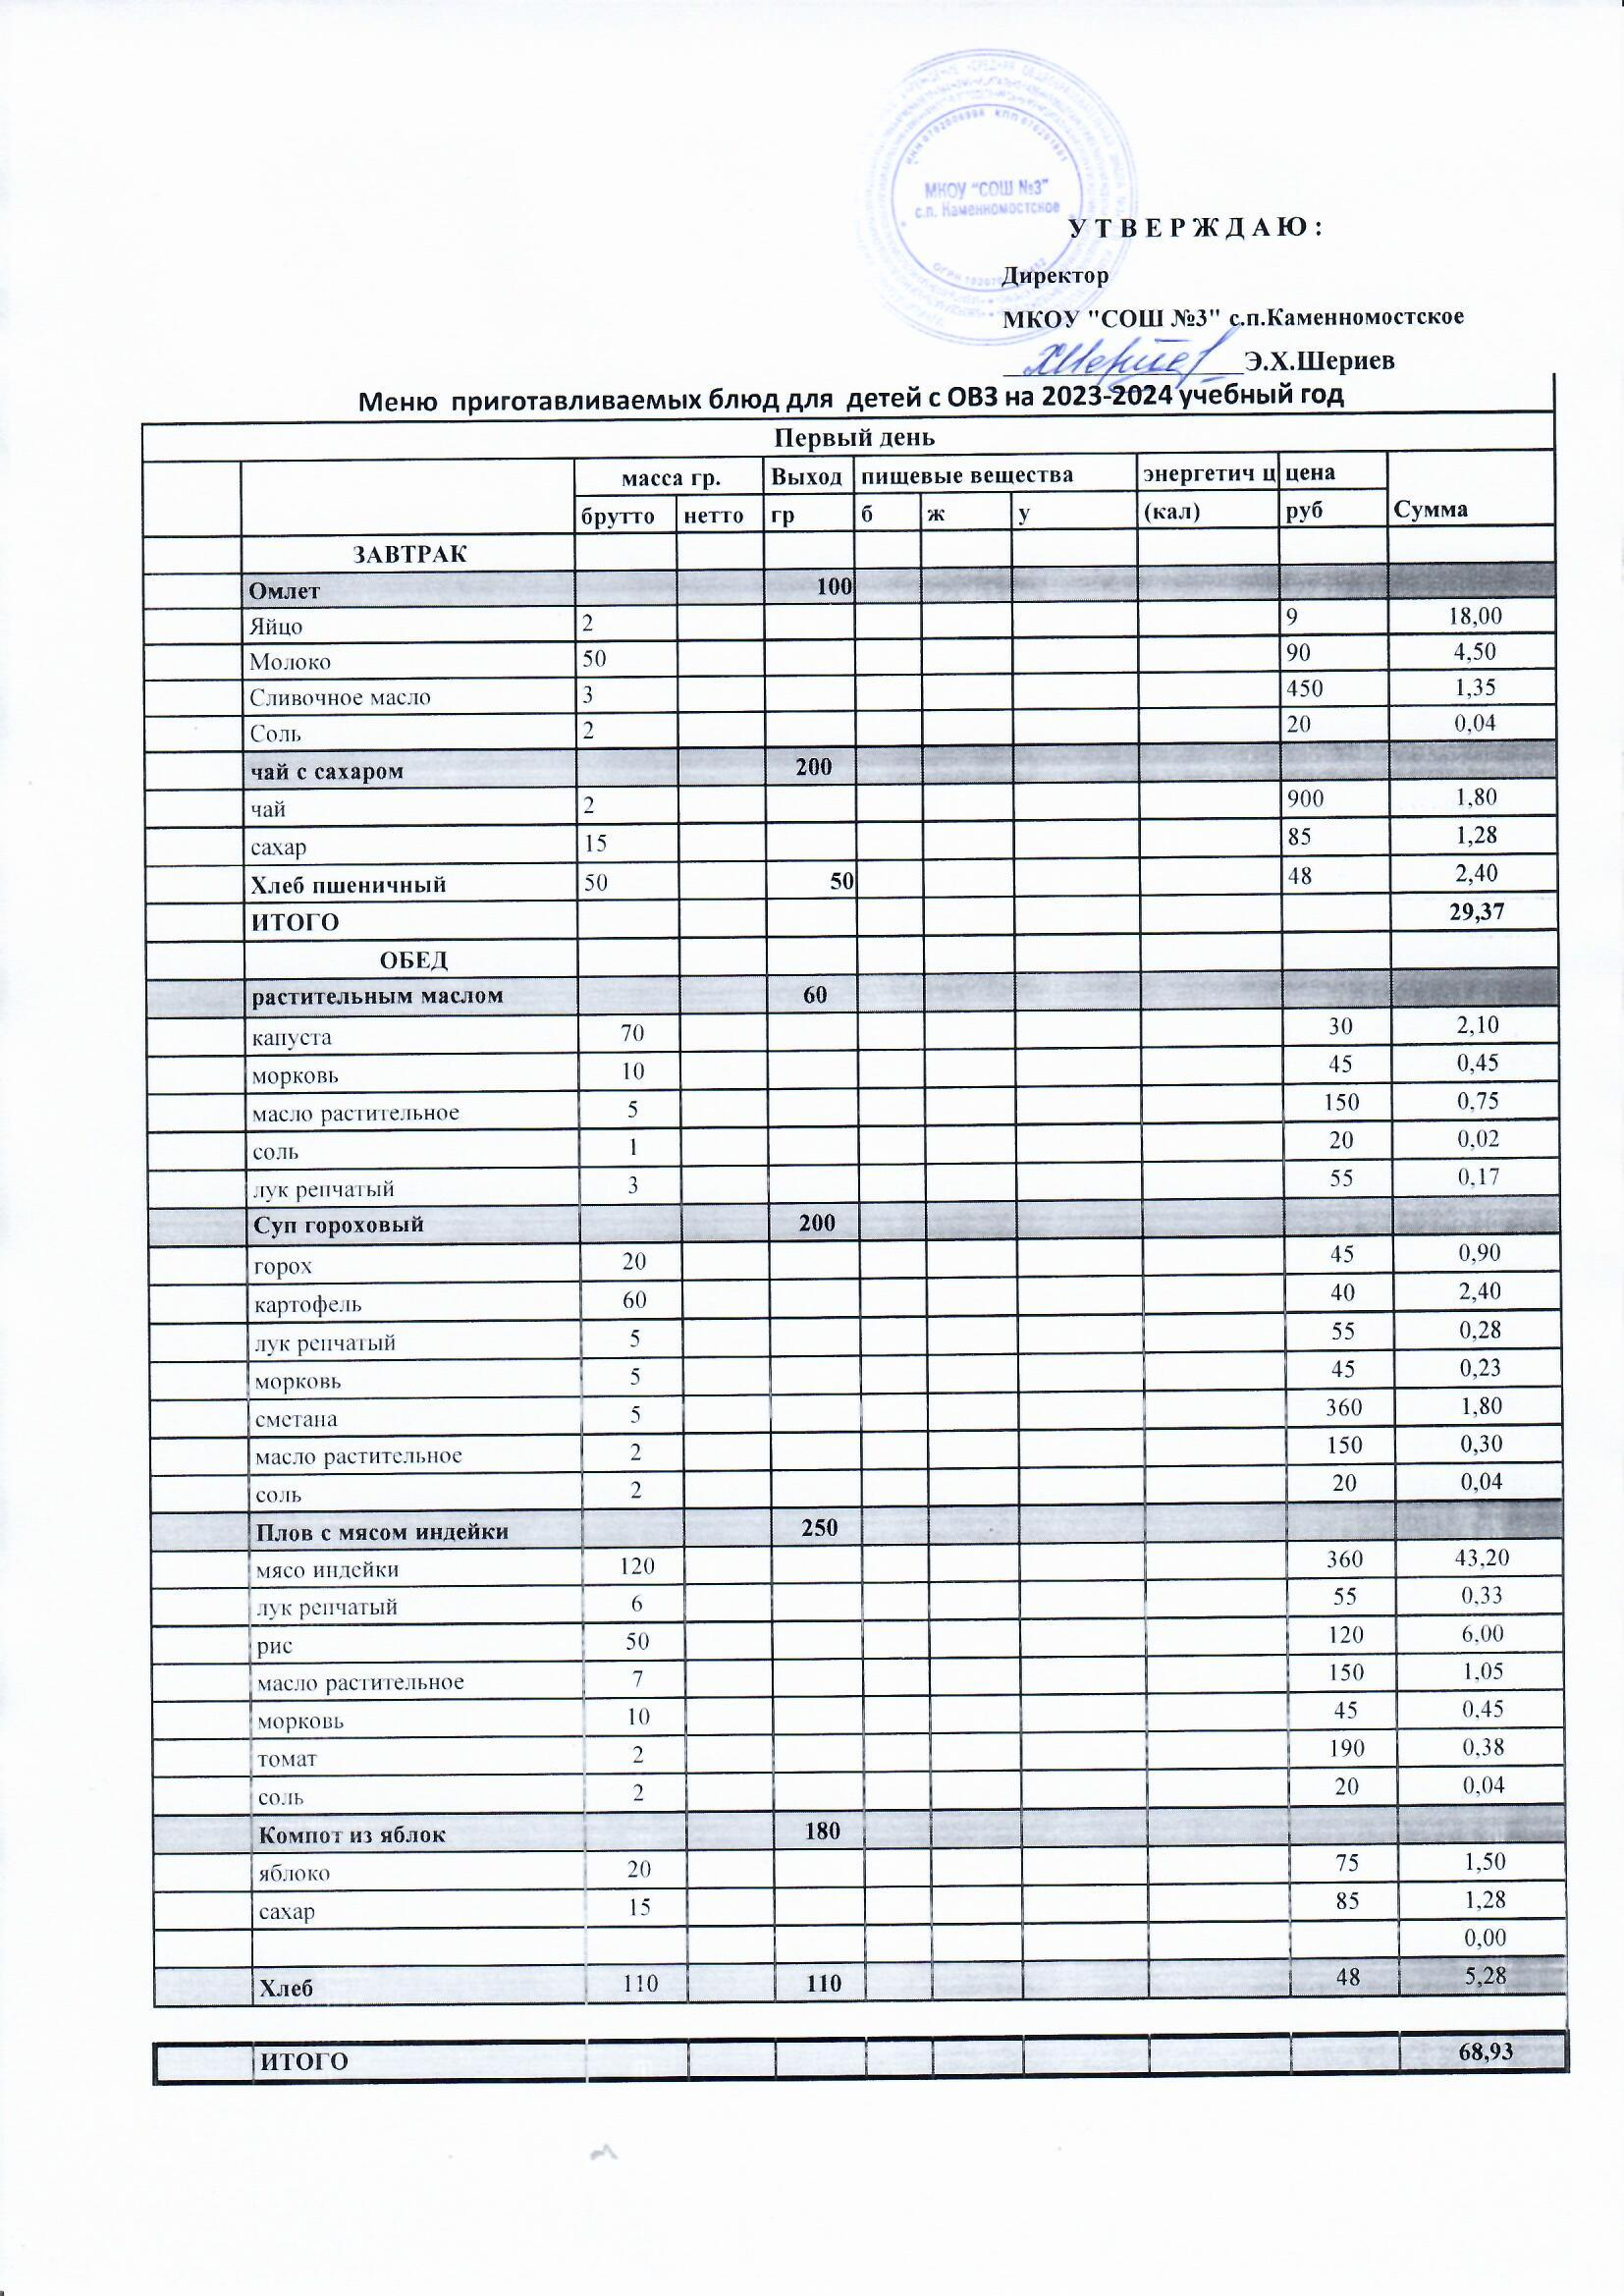 МКОУ "СОШ №3"
с.п. Каменномостское
У Т В Е Р Ж Д А Ю :
Директор
МКОУ "СОШ №3" с.п.Каменномостское
Э.Х.Шериев
Меню приготавливаемых блюд для детей с ОВЗ на 2023-2024 учебный год
Первый день
масса гр. Выход пищевые вещества энергетич ц цена
брутто нетто гр б ж у (кал) руб Сумма
ЗАВТРАК
Омлет 100
Яйцо 2 9 18,00
Молоко 50 90 4,50
Сливочное масло 3 450 1,35
Соль 2 20 0,04
чай с сахаром 200
чай 2 900 1,80
сахар 15 85 1,28
Хлеб пшеничный 50 50 48 2,40
ИТОГО 29,37
ОБЕД
растительным маслом 60
капуста 70 30 2,10
морковь 10 45 0,45
масло растительное 5 150 0,75
соль 1 20 0,02
лук репчатый 3 55 0,17
Суп гороховый 200
горох 20 45 0,90
картофель 60 40 2,40
лук репчатый 5 55 0,28
морковь 5 45 0,23
сметана 5 360 1,80
масло растительное 2 150 0,30
соль 2 20 0,04
Плов с мясом индейки 250
мясо индейки 120 360 43,20
лук репчатый 6 55 0,33
рис 50 120 6,00
масло растительное 7 150 1,05
морковь 10 45 0,45
томат 2 190 0,38
соль 2 20 0,04
Компот из яблок 180
яблоко 20 75 1,50
сахар 15 85 1,28
0,00
Хлеб 110 110 48 5,28
ИТОГО 68,93